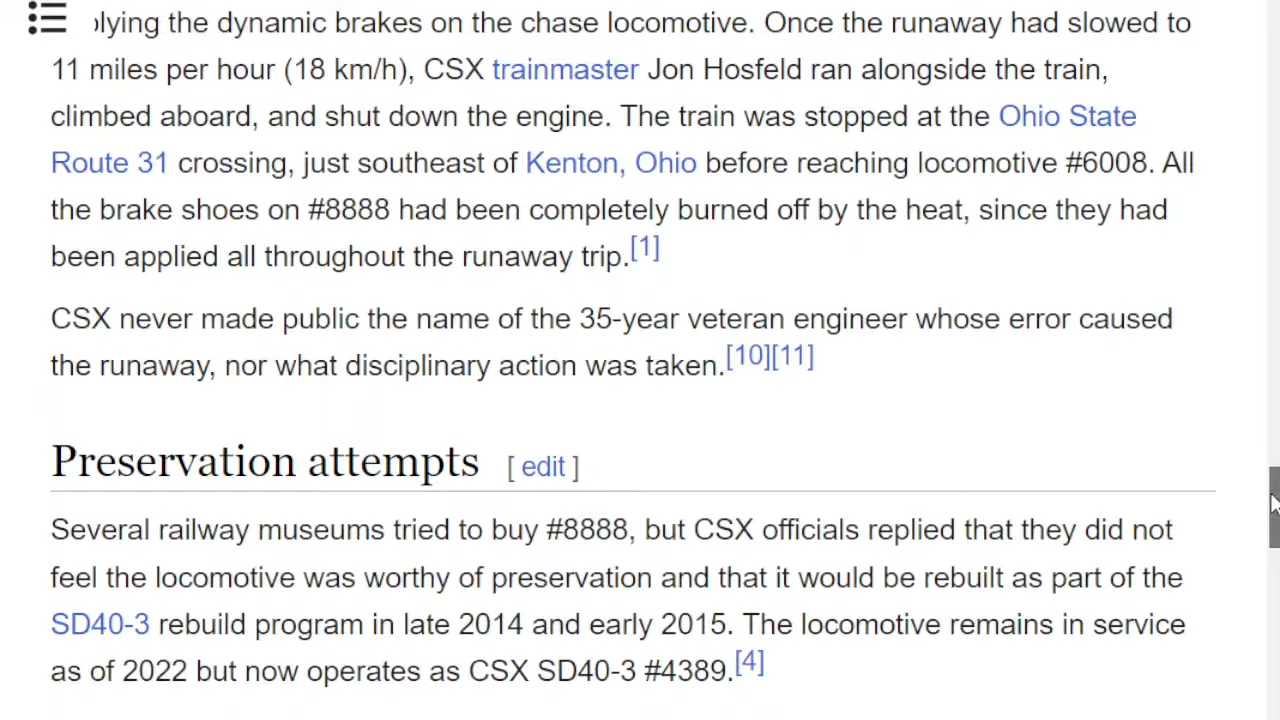 lying the dynamic brakes on the chase locomotive. Once the runaway had slowed to
11 miles per hour (18 km/h), CSX trainmaster Jon Hosfeld ran alongside the train,
climbed aboard, and shut down the engine. The train was stopped at the Ohio State
Route 31 crossing, just southeast of Kenton, Ohio before reaching locomotive #6008. All
the brake shoes on #8888 had been completely burned off by the heat, since they had
been applied all throughout the runaway trip.[1]
CSX never made public the name of the 35-year veteran engineer whose error caused
the runaway, nor what disciplinary action was taken.[10][11]
Preservation attempts [ edit ]
Several railway museums tried to buy #8888, but CSX officials replied that they did not
feel the locomotive was worthy of preservation and that it would be rebuilt as part of the
SD40-3 rebuild program in late 2014 and early 2015. The locomotive remains in service
as of 2022 but now operates as CSX SD40-3 #4389.[4]